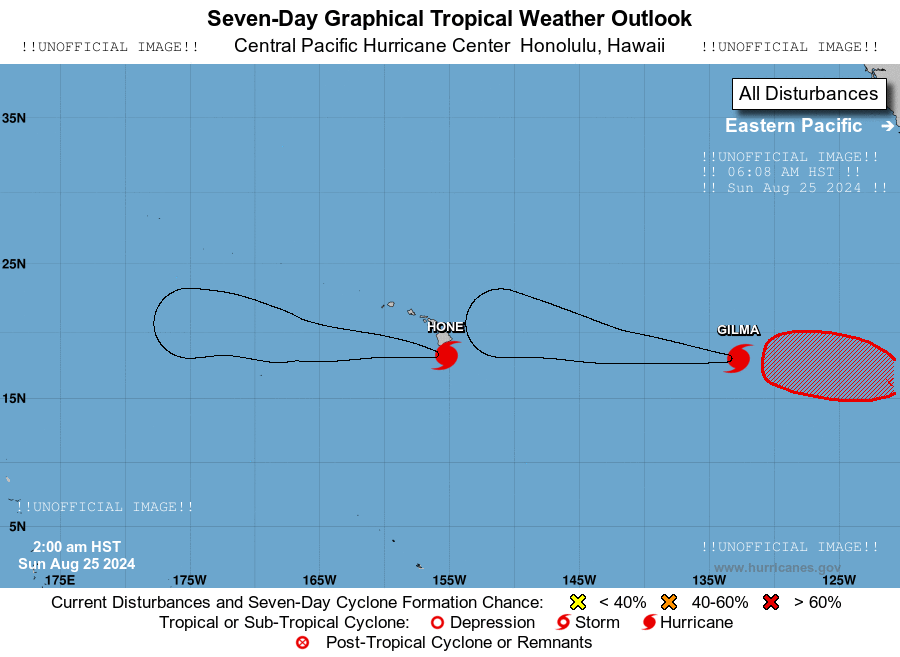 Seven-Day Graphical Tropical Weather Outlook
!!UNOFFICIAL IMAGE!! Central Pacific Hurricane Center Honolulu, Hawaii !!UNOFFICIAL IMAGE!!
All Disturbances
35N
Eastern Pacific →
!!UNOFFICIAL IMAGE!!
!! 06:08 AM HST !!
!! Sun Aug 25 2024 !!
25N
HONE
GILMA
15N
!!UNOFFICIAL IMAGE!!
5N
2:00 am HST
Sun Aug 25 2024
!!UNOFFICIAL IMAGE!!
www.hurricanes.gov
175E 175W 165W 155W 145W 135W 125W
Current Disturbances and Seven-Day Cyclone Formation Chance: < 40% 40-60% > 60%
Tropical or Sub-Tropical Cyclone: Depression Storm Hurricane
Post-Tropical Cyclone or Remnants